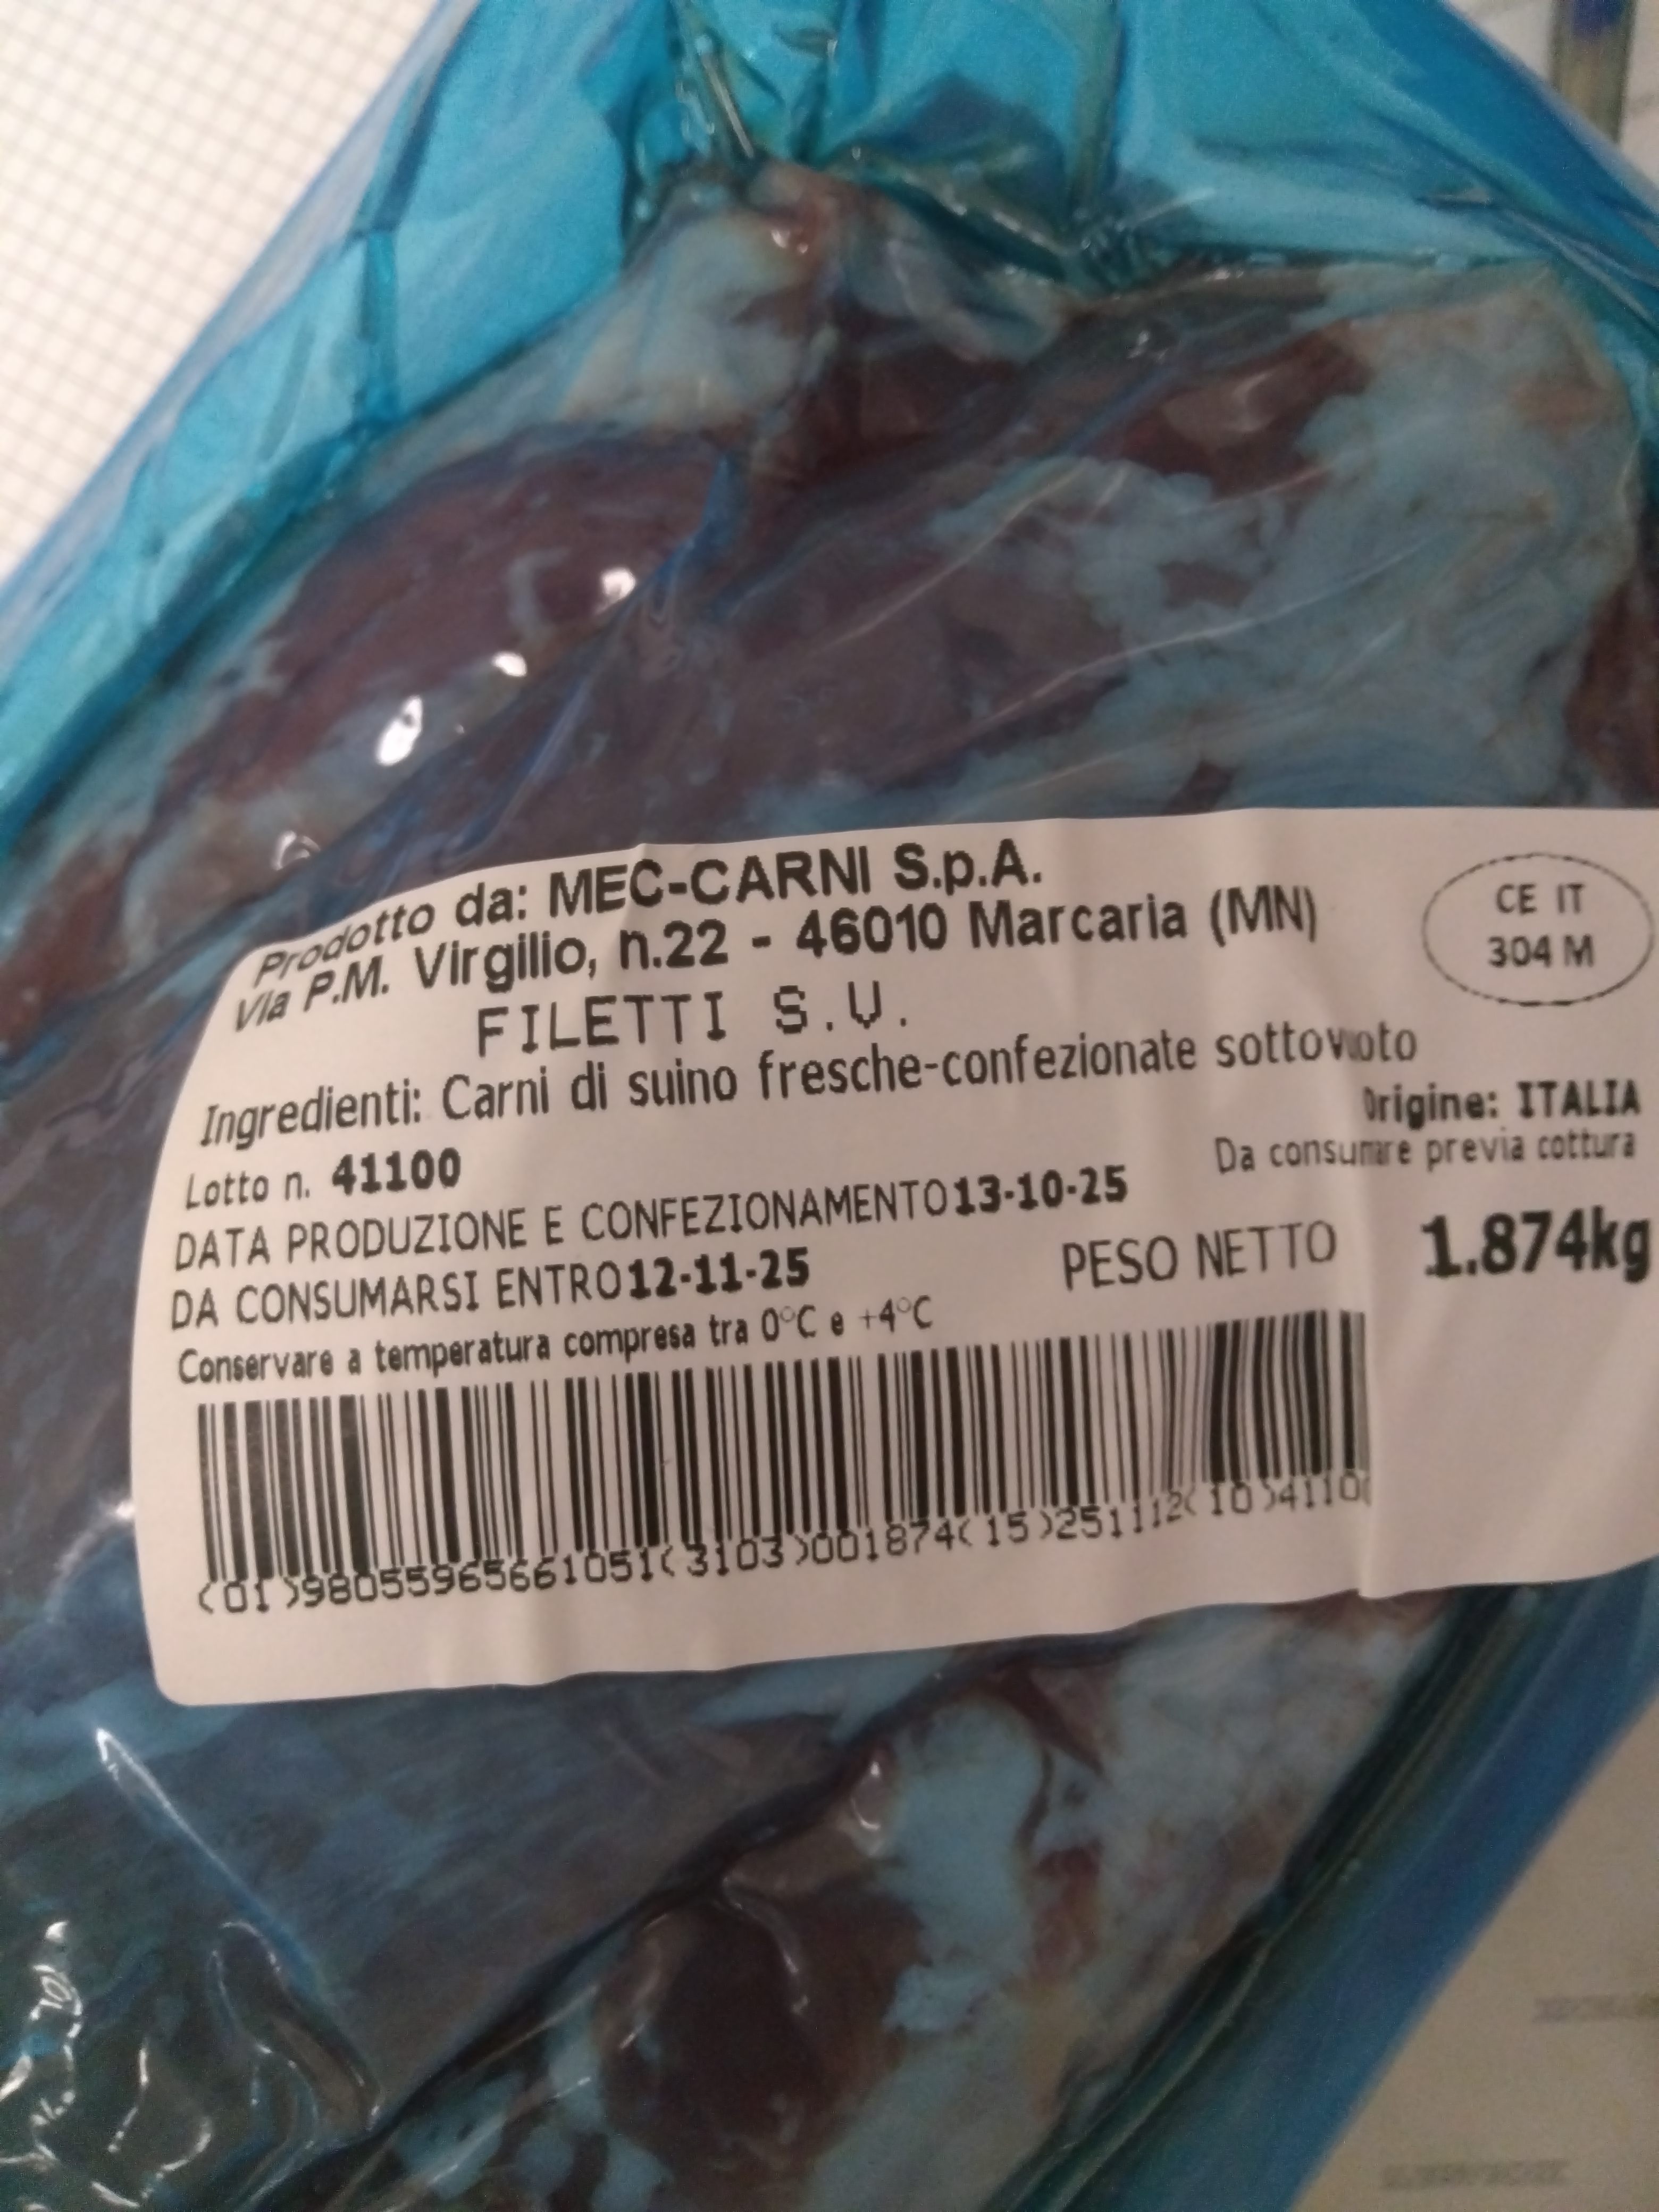 Prodotto da: MEC-CARNI S.p.A.
Via P.M. Virgilio, n.22 - 46010 Marcaria (MN)
CE IT
304 M
FILETTI S.V.
Ingredienti: Carni di suino fresche-confezionate sottovuoto
Origine: ITALIA
Da consumare previa cottura
Lotto n. 41100
DATA PRODUZIONE E CONFEZIONAMENTO 13-10-25
DA CONSUMARSI ENTRO 12-11-25
PESO NETTO 1.874kg
Conservare a temperatura compresa tra 0°C e +4°C
(01)98055965661051(3103)001874(15)251112(10)4110